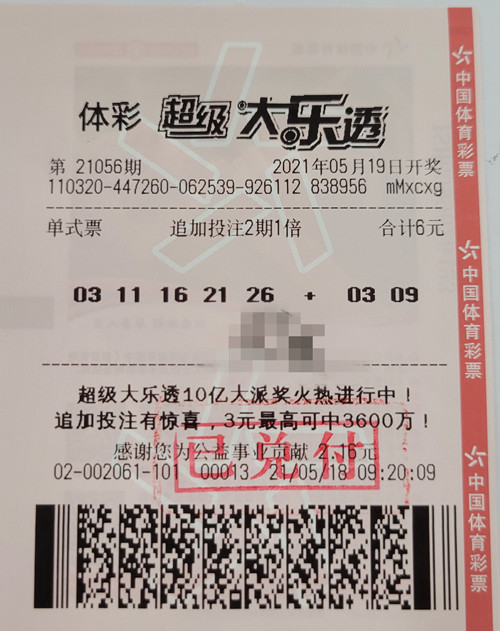 体彩 超级大乐透
第 21056期 2021年05月19日开奖
110320-447260-062539-926112 838956 mMxcxg
单式票 追加投注2期1倍 合计6元
03 11 16 21 26 + 03 09
超级大乐透10亿大派奖火热进行中！
追加投注有惊喜，3元最高可中3600万！
感谢您为公益事业贡献 2.16元
已兑付
02-002061-101 00013 21/05/18 09:20:09
中国体育彩票
中国体育彩票
中国体育彩票